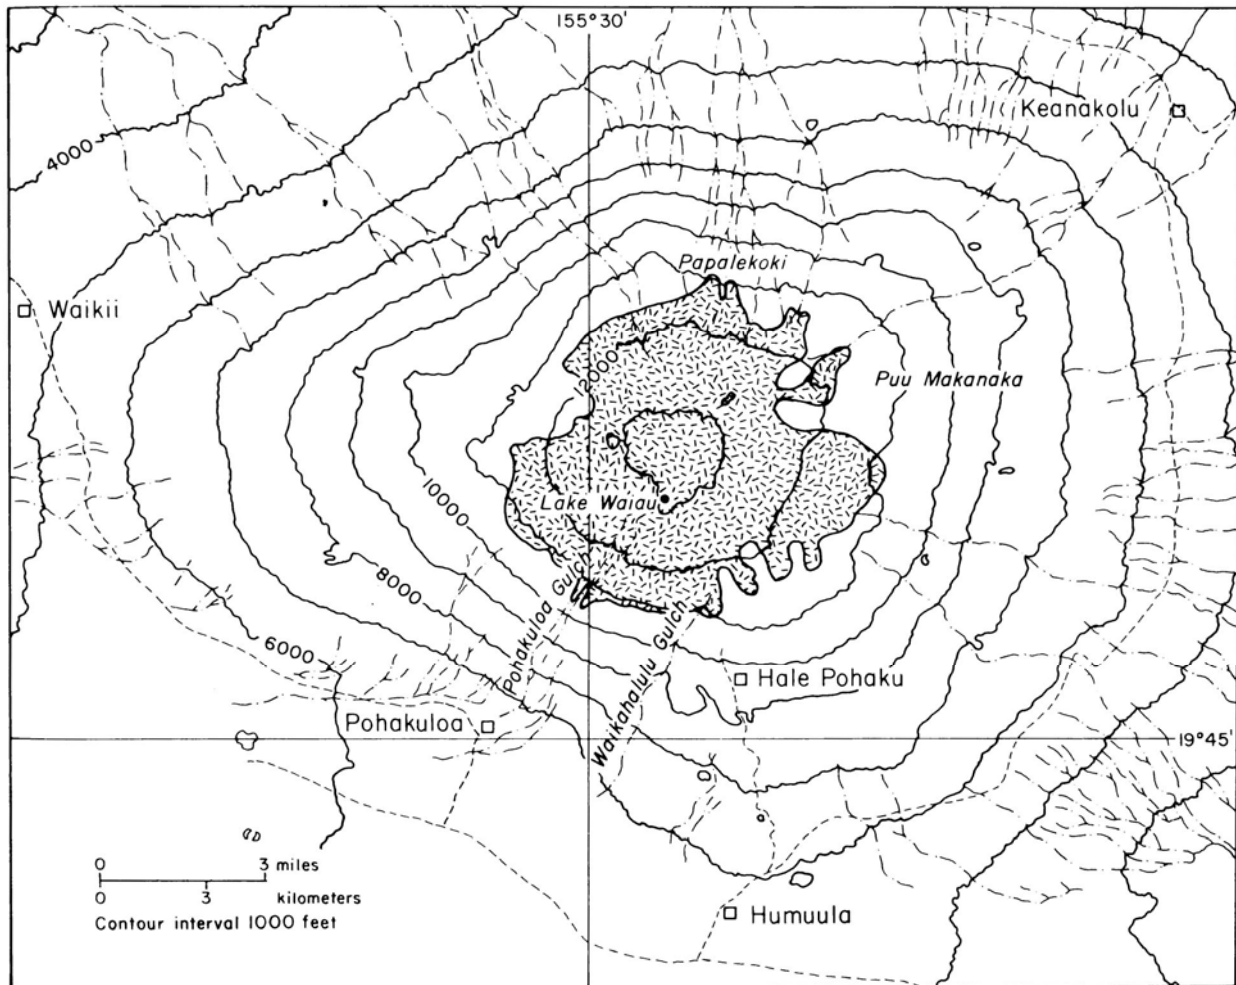 155°30'
Keanakolu
4000
Papalekoki
Waikii
12000
Puu Makanaka
10000
Lake Waiau
8000
Pohakuloa Gulch
6000
Waikahalulu Gulch
Hale Pohaku
Pohakuloa
19°45'
0 3 miles
0 3 kilometers
Contour interval 1000 feet
Humuula